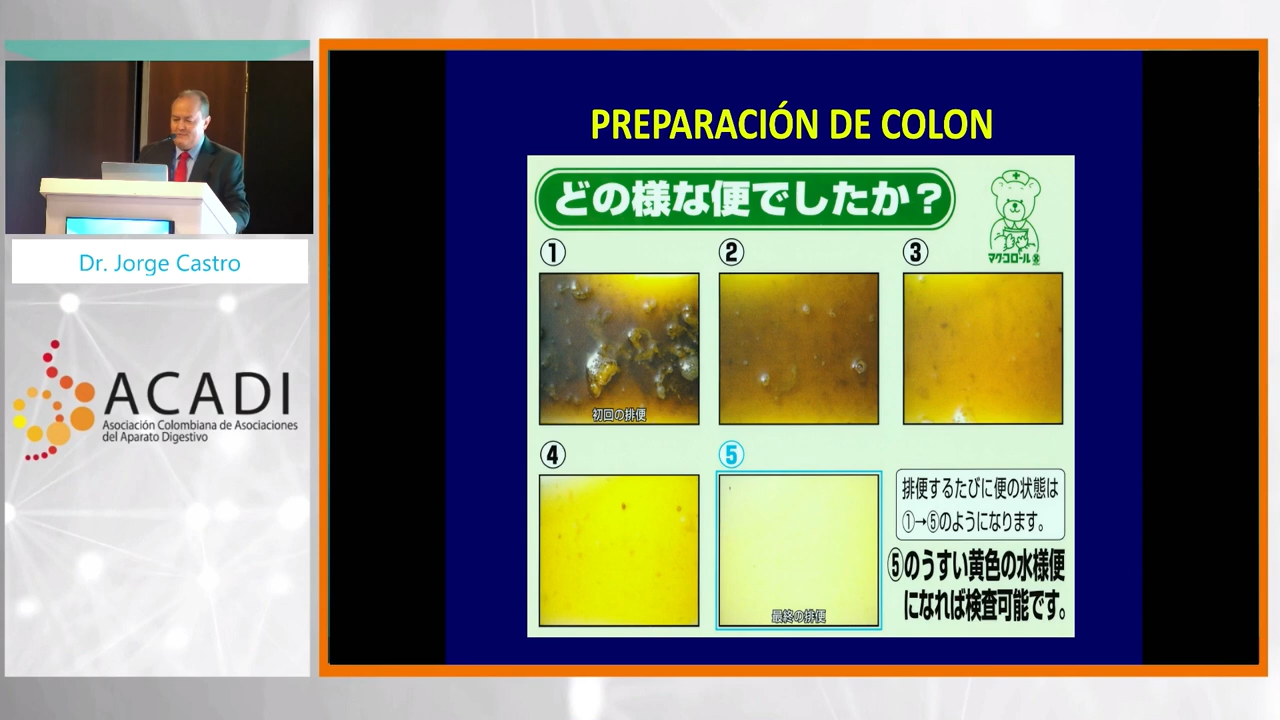 PREPARACIÓN DE COLON
どの様な便でしたか？
マグコロール
①
②
③
初回の排便
④
⑤
最終の排便
排便するたびに便の状態は
①→⑤のようになります。
⑤のうすい黄色の水様便
になれば検査可能です。
Dr. Jorge Castro
ACADI
Asociación Colombiana de Asociaciones
del Aparato Digestivo